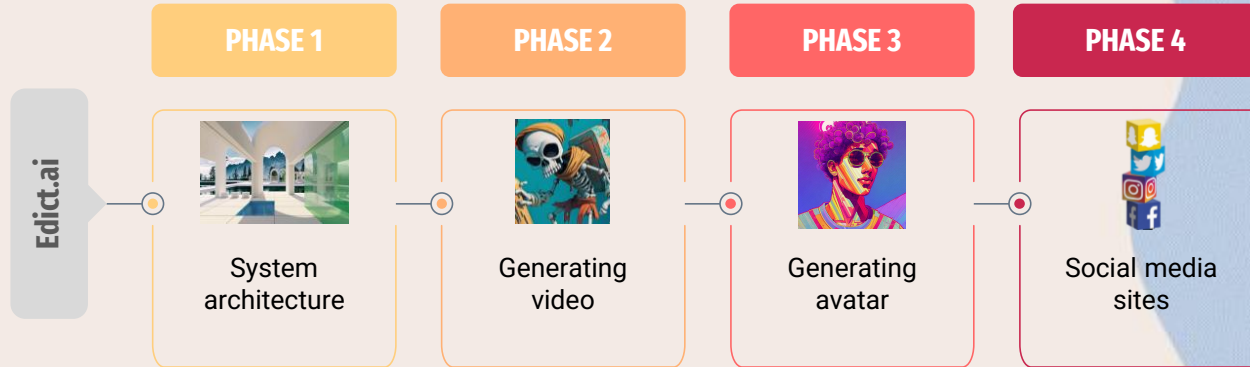 PHASE 1
PHASE 2
PHASE 3
PHASE 4
Edict.ai
System
architecture
Generating
video
Generating
avatar
Social media
sites